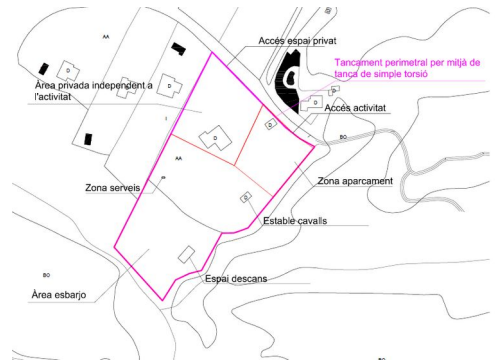 AA
Accés espai privat
Tancament perimetral per mitjà de
tanca de simple torsió
D
D
D
D
Àrea privada independent a
l'activitat
D
Accés activitat
D
I
D
BO
AA
Zona serveis
Zona aparcament
D
Estable cavalls
BO
Espai descans
Àrea esbarjo
BO